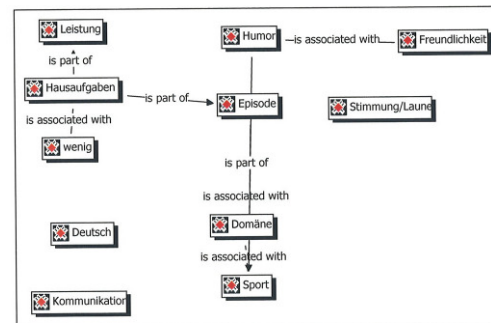 Leistung
Humor
is associated with
Freundlichkeit
is part of
Hausaufgaben
is part of
Episode
Stimmung/Laune
is associated with
wenig
is part of
is associated with
Deutsch
Domäne
is associated with
Sport
Kommunikation